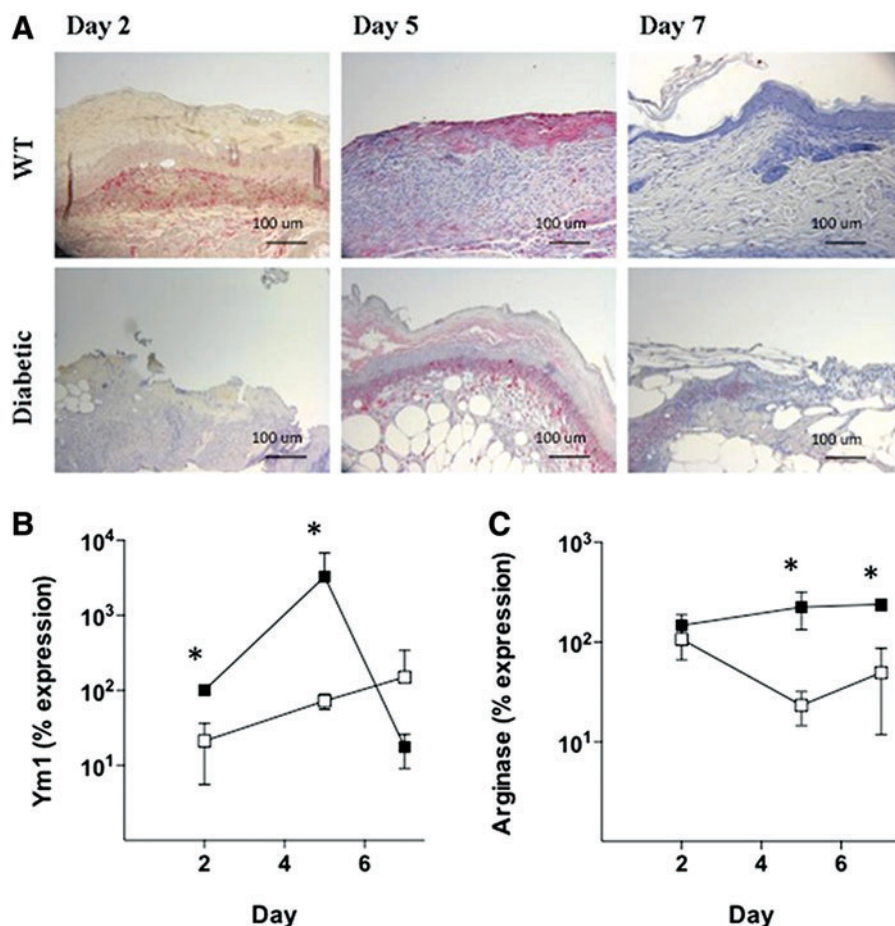 A
Day 2 Day 5 Day 7
WT
100 um 100 um 100 um
Diabetic
100 um 100 um 100 um
B
Ym1 (% expression)
10⁴
*
10³
*
10²
10¹
2 4 6
Day
C
Arginase (% expression)
10³
* *
10²
10¹
2 4 6
Day